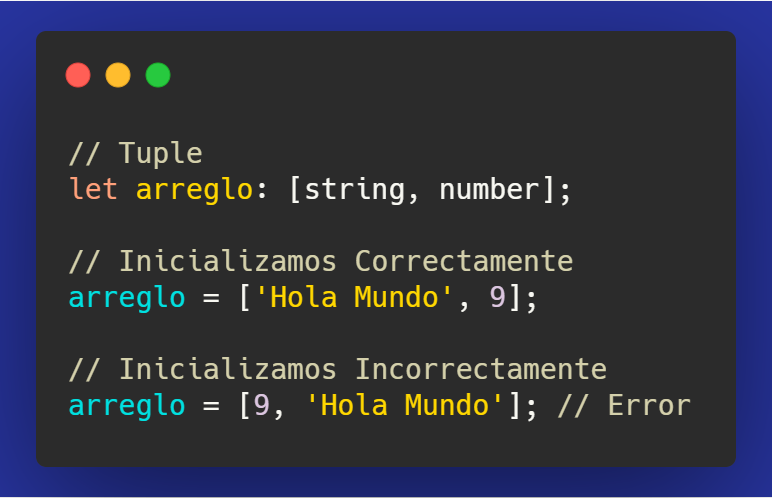 // Tuple
let arreglo: [string, number];
// Inicializamos Correctamente
arreglo = ['Hola Mundo', 9];
// Inicializamos Incorrectamente
arreglo = [9, 'Hola Mundo']; // Error